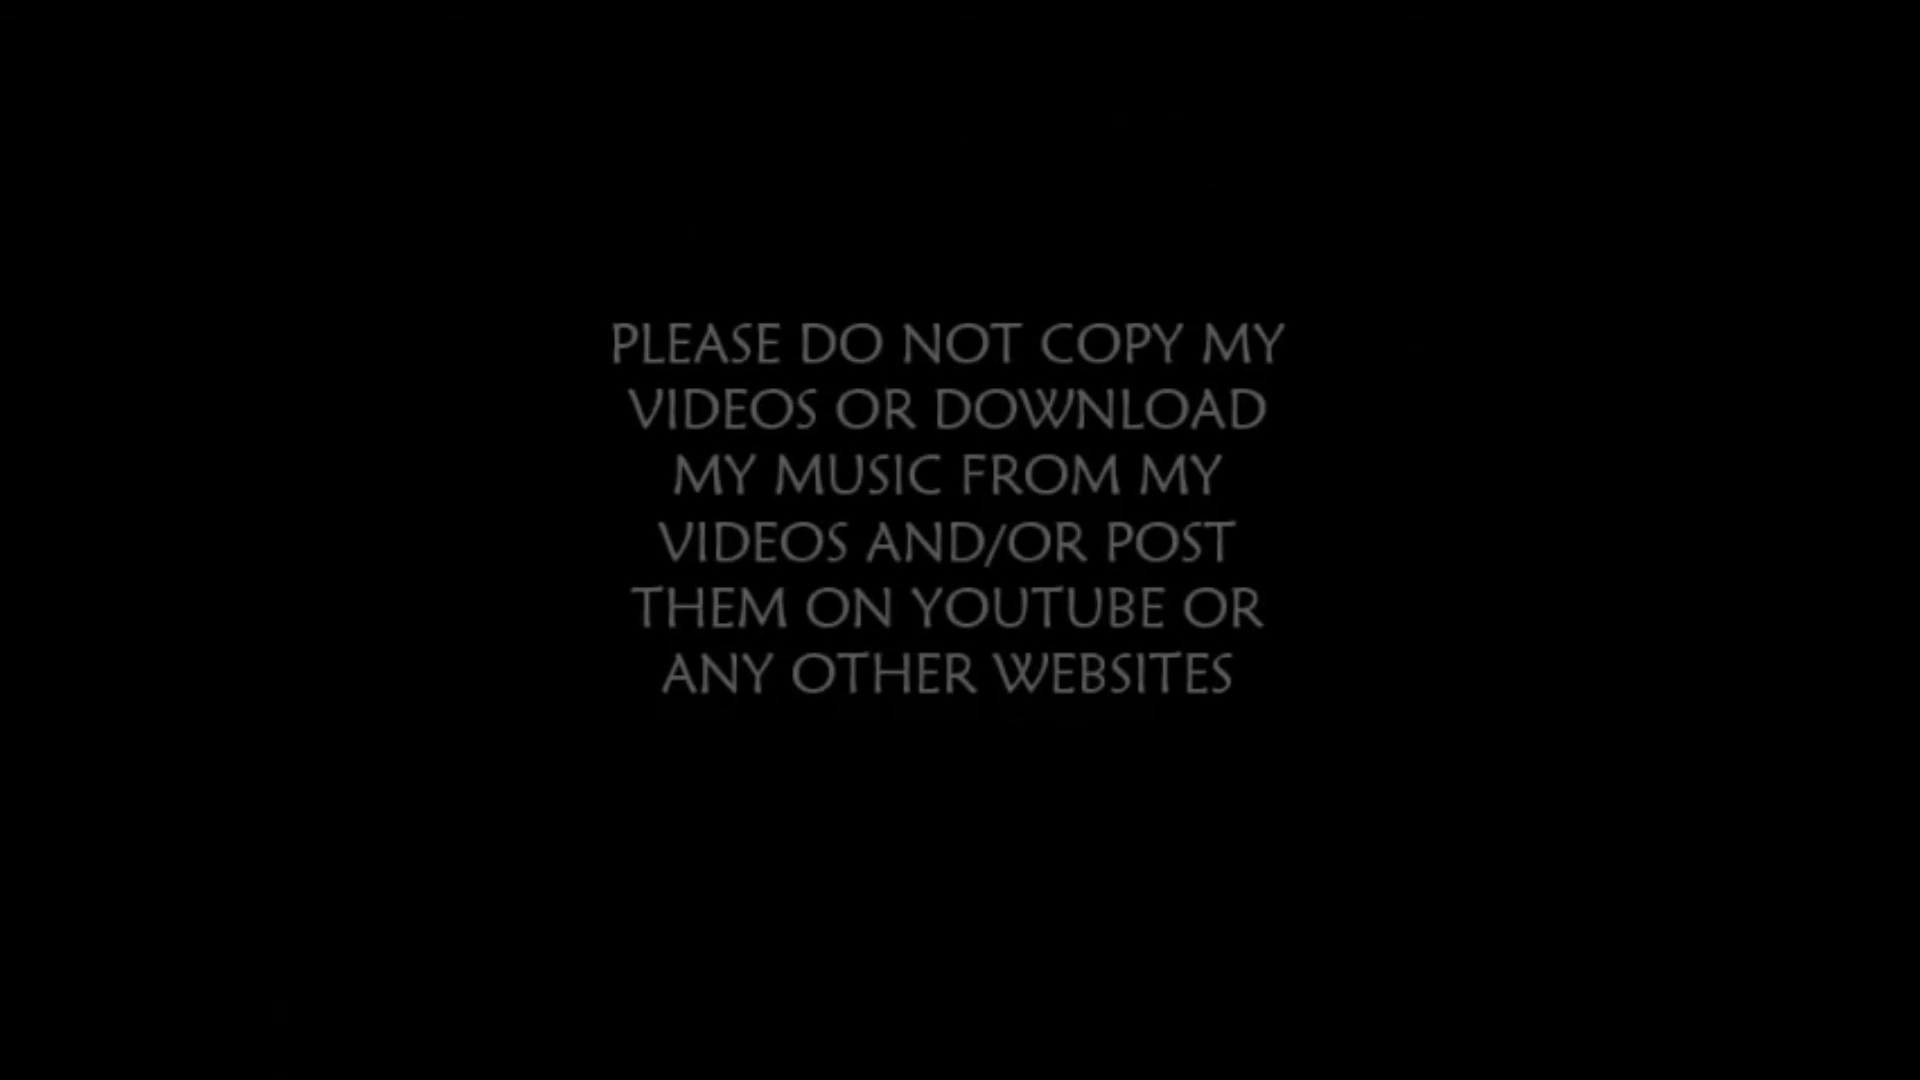 PLEASE DO NOT COPY MY
VIDEOS OR DOWNLOAD
MY MUSIC FROM MY
VIDEOS AND/OR POST
THEM ON YOUTUBE OR
ANY OTHER WEBSITES